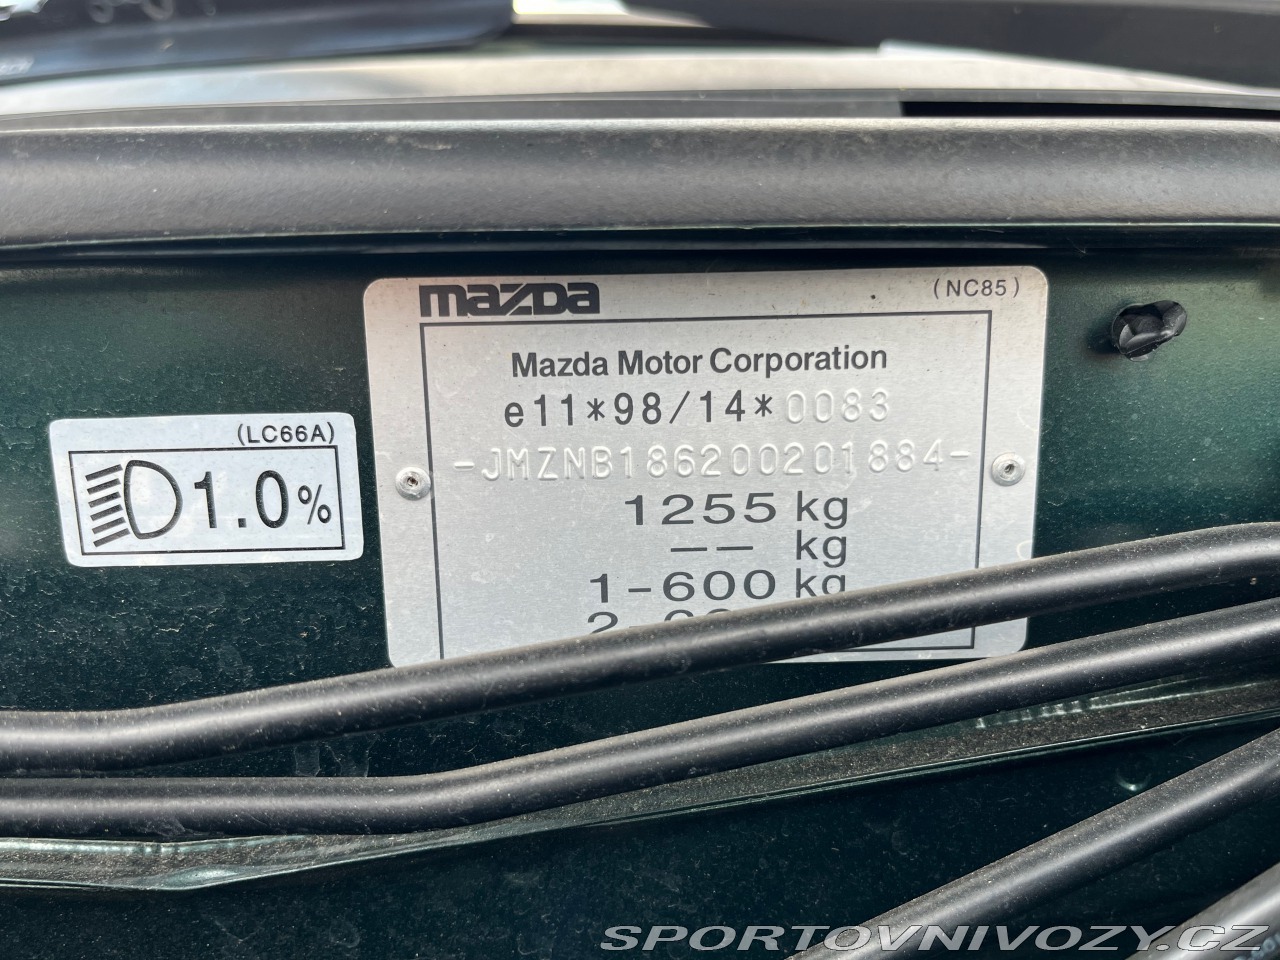 mazda
(NC85)
Mazda Motor Corporation
e11*98/14*0083
-JMZNB186200201884-
1255 kg
-- kg
1-600 kg
(LC66A)
1.0%
SPORTOVNIVOZY.CZ